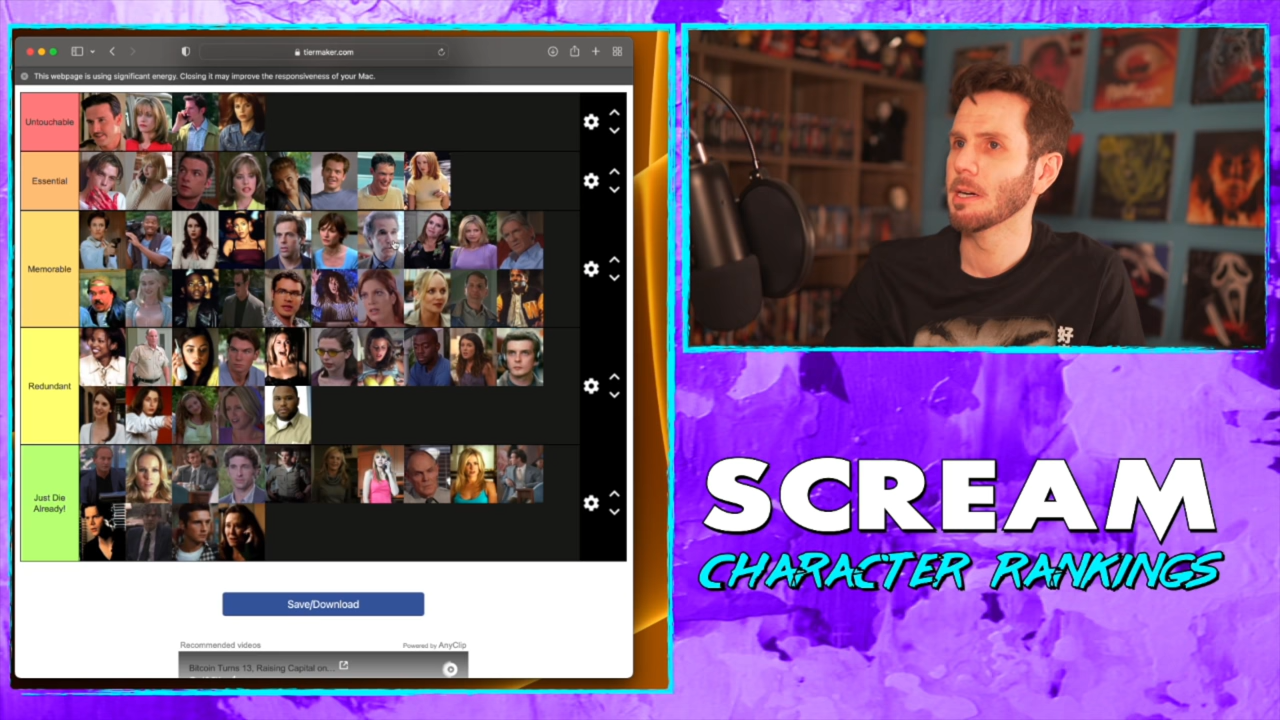 tiermaker.com
This webpage is using significant energy. Closing it may improve the responsiveness of your Mac.
Untouchable
Essential
Memorable
Redundant
Just Die
Already!
Save/Download
Recommended videos
Powered by AnyClip
Bitcoin Turns 13, Raising Capital on...
好
SCREAM
CHARACTER RANKINGS